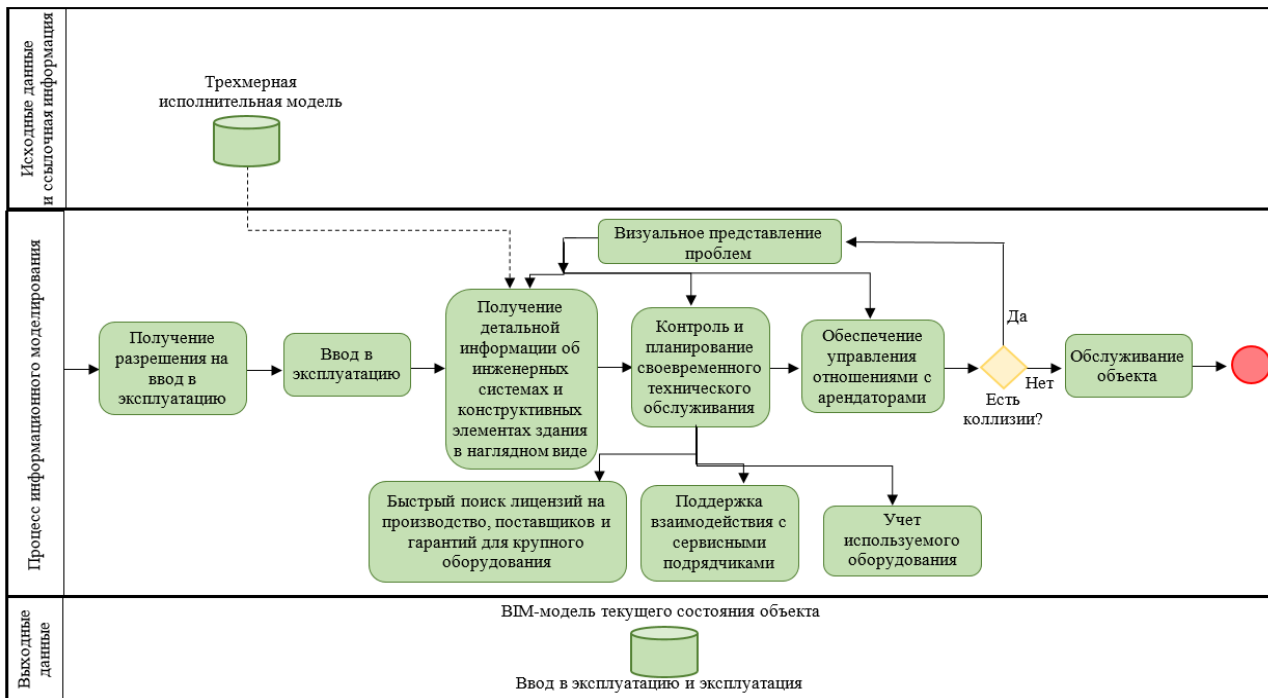 Исходные данные
и ссылочная информация
Трехмерная
исполнительная модель
Процесс информационного моделирования
Визуальное представление
проблем
Получение
разрешения на
ввод в
эксплуатацию
Ввод в
эксплуатацию
Получение
детальной
информации об
инженерных
системах и
конструктивных
элементах здания
в наглядном виде
Контроль и
планирование
своевременного
технического
обслуживания
Обеспечение
управления
отношениями с
арендаторами
Да
Нет
Есть
коллизии?
Обслуживание
объекта
Быстрый поиск лицензий на
производство, поставщиков и
гарантий для крупного
оборудования
Поддержка
взаимодействия с
сервисными
подрядчиками
Учет
используемого
оборудования
Выходные
данные
BIM-модель текущего состояния объекта
Ввод в эксплуатацию и эксплуатация